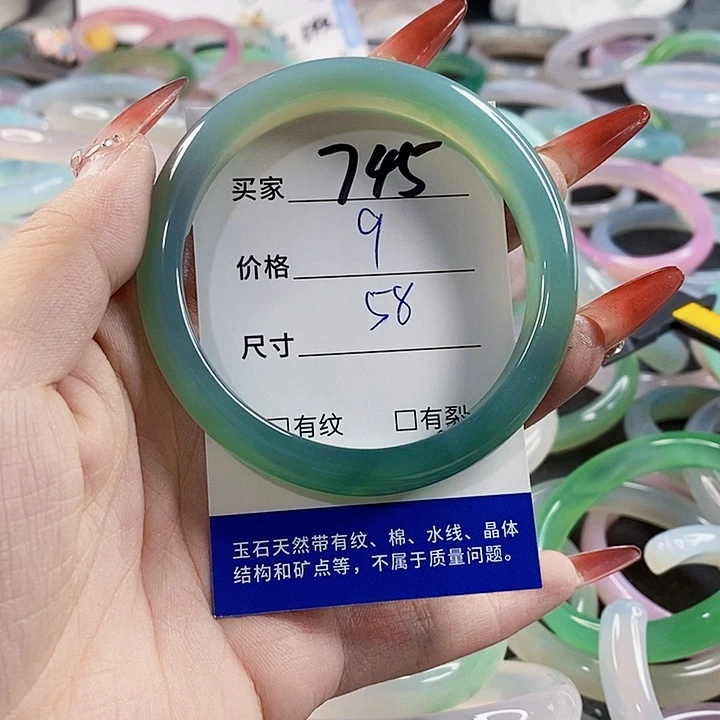 买家 745
价格 9
尺寸 58
□有纹 □有裂
玉石天然带有纹、棉、水线、晶体
结构和矿点等，不属于质量问题。